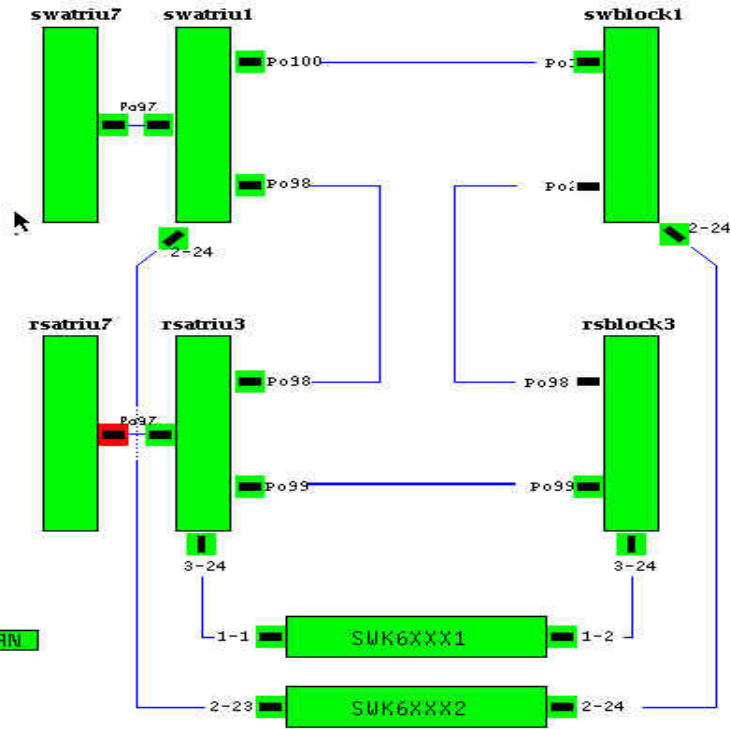 swatriu7 swatriu1 swblock1
Po100
Po97
Po98
2-24
2-24
rsatriu7 rsatriu3 rsblock3
Po98 Po98
Po97
Po99 Po99
3-24 3-24
1-1 SWK6XXX1 1-2
2-23 SWK6XXX2 2-24